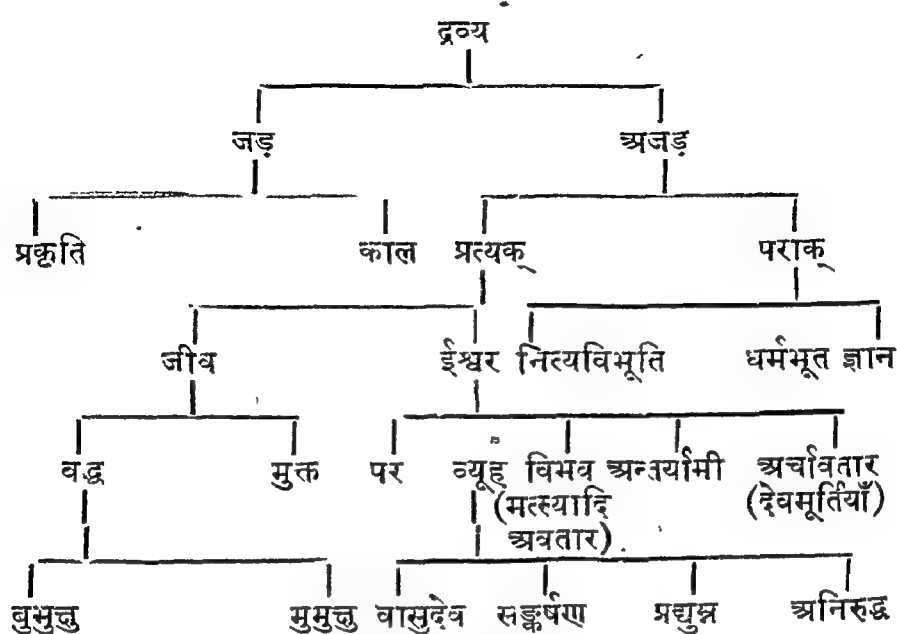 द्रव्य
जड़ अजड़
प्रकृति काल प्रत्यक् पराक्
जीव ईश्वर नित्यविभूति धर्मभूत ज्ञान
वद्ध मुक्त पर व्यूह विभव अन्तर्यामी अर्चावतार
(मत्स्यादि (देवमूर्तियाँ)
अवतार)
बुभुक्षु मुमुक्षु वासुदेव सङ्कर्षण प्रद्युम्न अनिरुद्ध